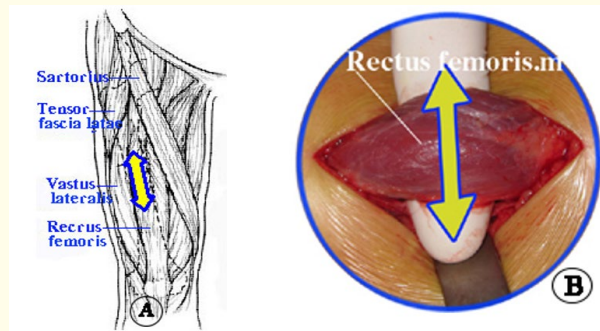 Sartorius
Tensor
fascia latae
Vastus
lateralis
Recrus
femoris
A
Rectus femoris.m
B